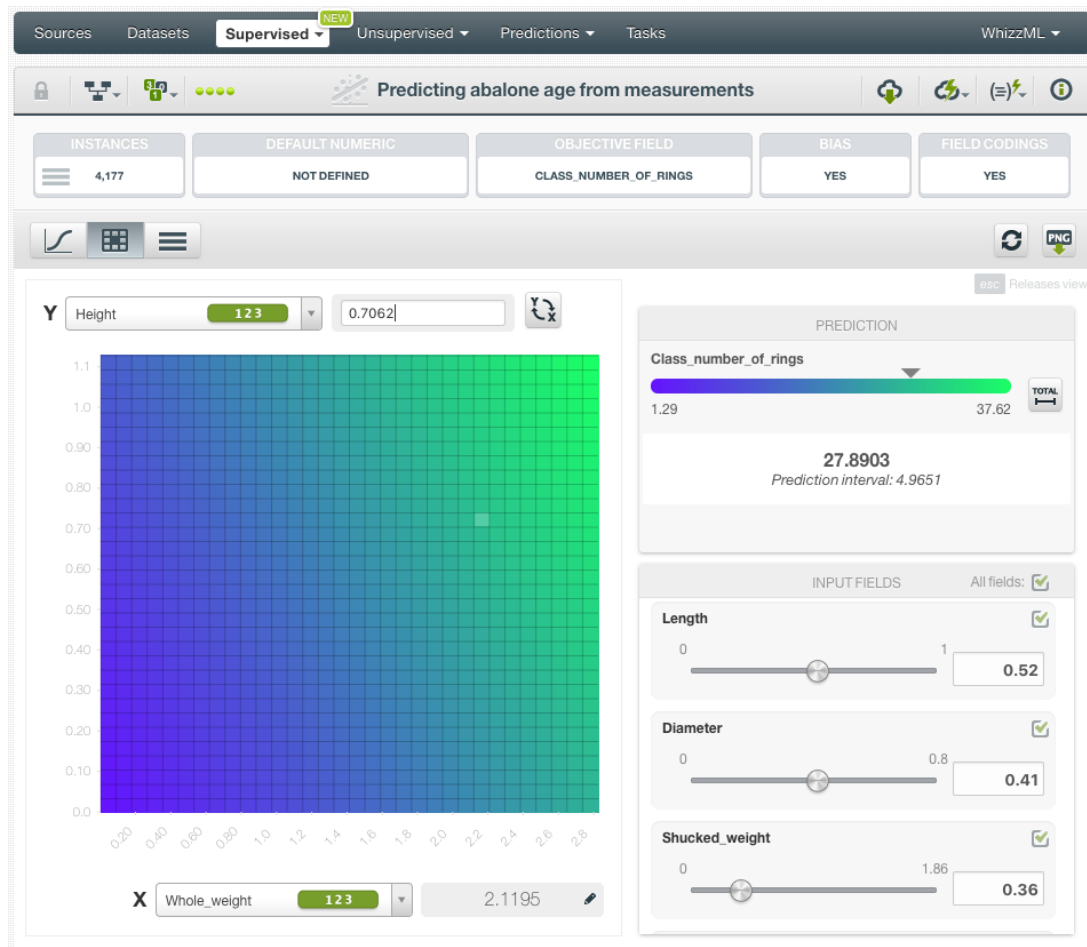 NEW
Sources Datasets Supervised Unsupervised Predictions Tasks WhizzML
Predicting abalone age from measurements
INSTANCES DEFAULT NUMERIC OBJECTIVE FIELD BIAS FIELD CODINGS
4,177 NOT DEFINED CLASS_NUMBER_OF_RINGS YES YES
PNG
esc Releases view
Y Height 123 0.7062 Y X
PREDICTION
Class_number_of_rings
TOTAL
1.29 37.62
27.8903
Prediction interval: 4.9651
1.1
1.0
0.90
0.80
0.70
0.60
0.50
0.40
0.30
0.20
0.10
0.0
0.20 0.40 0.60 0.80 1.0 1.2 1.4 1.6 1.8 2.0 2.2 2.4 2.6 2.8
X Whole_weight 123 2.1195
INPUT FIELDS All fields:
Length
0 1
0.52
Diameter
0 0.8
0.41
Shucked_weight
0 1.86
0.36